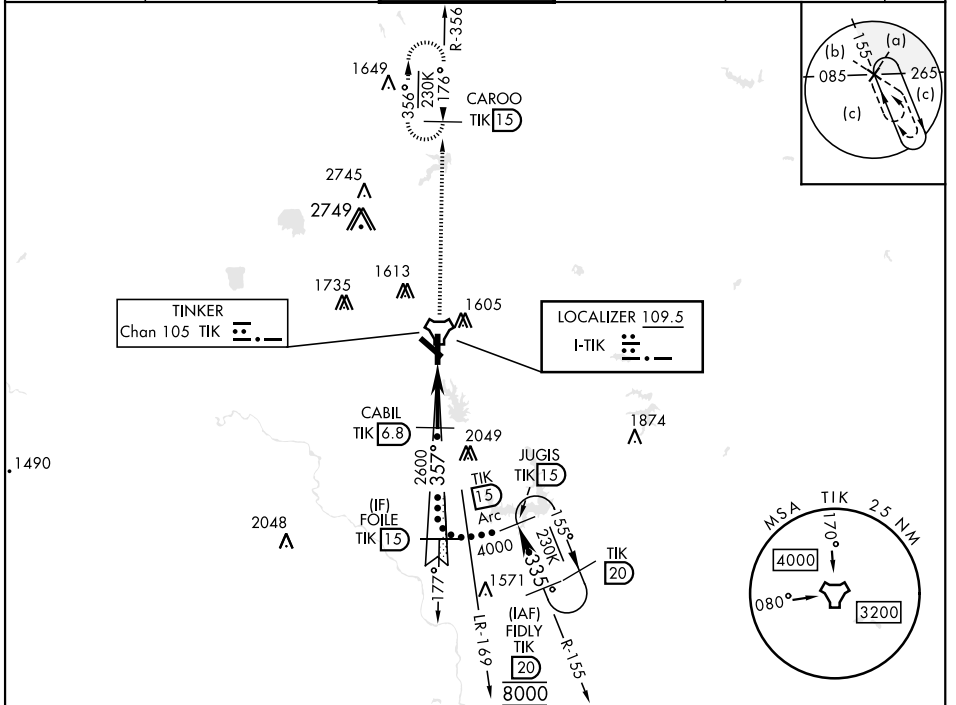 R-356
1649
356°
230K
176°
CAROO
TIK 15
155
(b)
(a)
085
265
(c)
(c)
2745
2749
1735
1613
1605
TINKER
Chan 105 TIK
LOCALIZER 109.5
I-TIK
CABIL
TIK 6.8
2049
1874
1490
2600
357°
JUGIS
TIK 15
TIK
15
Arc
4000
(IF)
FOILE
TIK 15
2048
155°
230K
335°
TIK
20
1571
177°
LR-169
(IAF)
FIDLY
TIK
20
8000
R-155
MSA TIK 25 NM
170°
4000
080°
3200